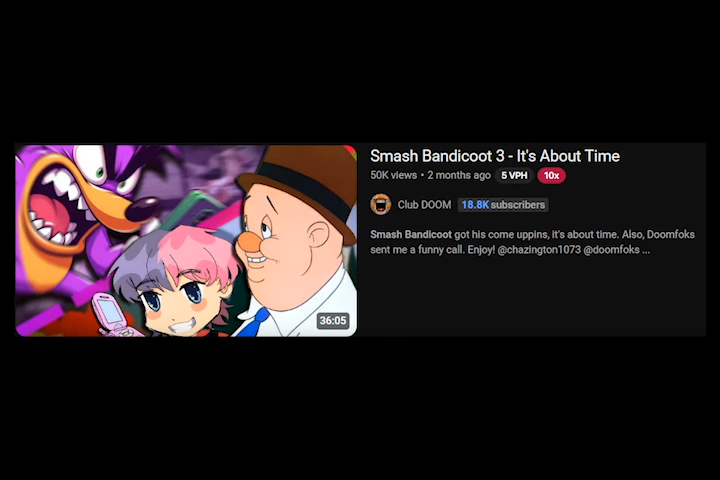 Smash Bandicoot 3 - It's About Time
50K views • 2 months ago 5 VPH 10x
Club DOOM 18.8K subscribers
Smash Bandicoot got his come uppins, It's about time. Also, Doomfoks
sent me a funny call. Enjoy! @chazington1073 @doomfoks ...
36:05